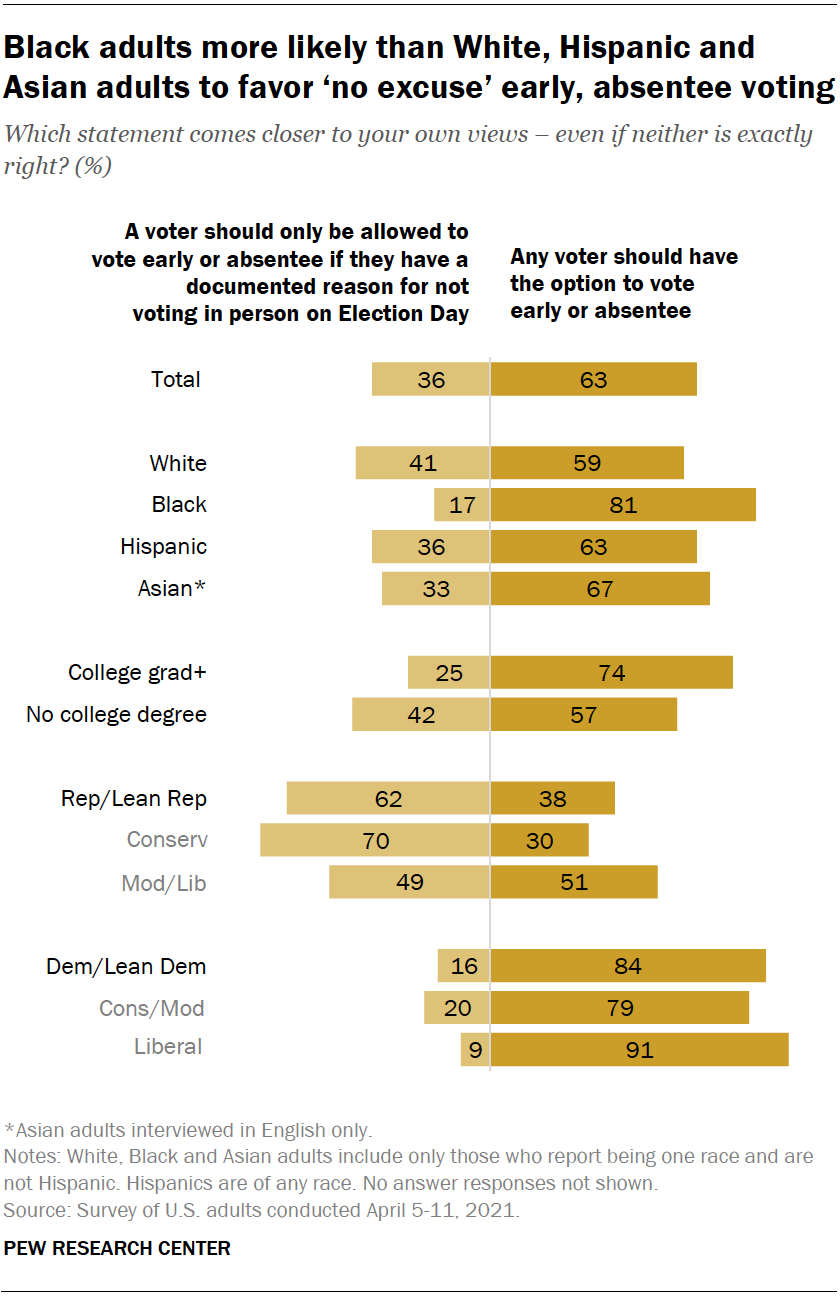 Black adults more likely than White, Hispanic and
Asian adults to favor ‘no excuse’ early, absentee voting
Which statement comes closer to your own views – even if neither is exactly
right? (%)
A voter should only be allowed to
vote early or absentee if they have a
documented reason for not
voting in person on Election Day
Any voter should have
the option to vote
early or absentee
Total 36 63
White 41 59
Black 17 81
Hispanic 36 63
Asian* 33 67
College grad+ 25 74
No college degree 42 57
Rep/Lean Rep 62 38
Conserv 70 30
Mod/Lib 49 51
Dem/Lean Dem 16 84
Cons/Mod 20 79
Liberal 9 91
*Asian adults interviewed in English only.
Notes: White, Black and Asian adults include only those who report being one race and are
not Hispanic. Hispanics are of any race. No answer responses not shown.
Source: Survey of U.S. adults conducted April 5-11, 2021.
PEW RESEARCH CENTER